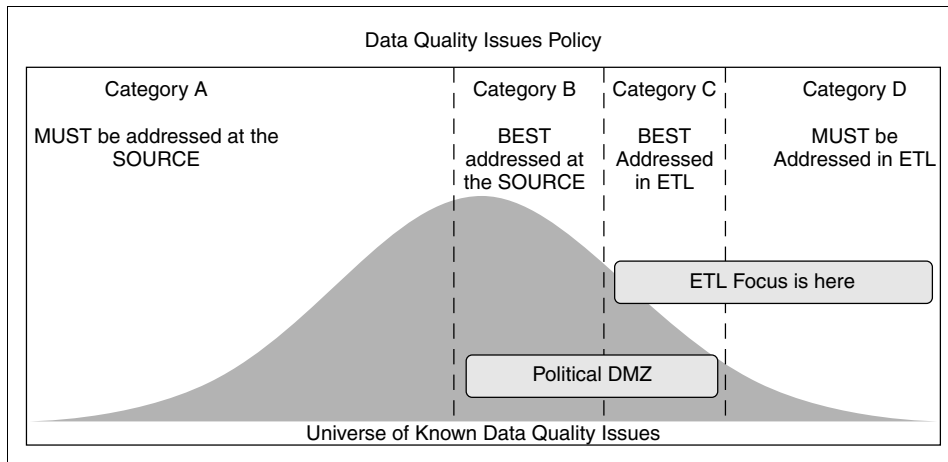 Data Quality Issues Policy
Category A
MUST be addressed at the
SOURCE
Category B
BEST
addressed at
the SOURCE
Category C
BEST
Addressed
in ETL
Category D
MUST be
Addressed in ETL
ETL Focus is here
Political DMZ
Universe of Known Data Quality Issues